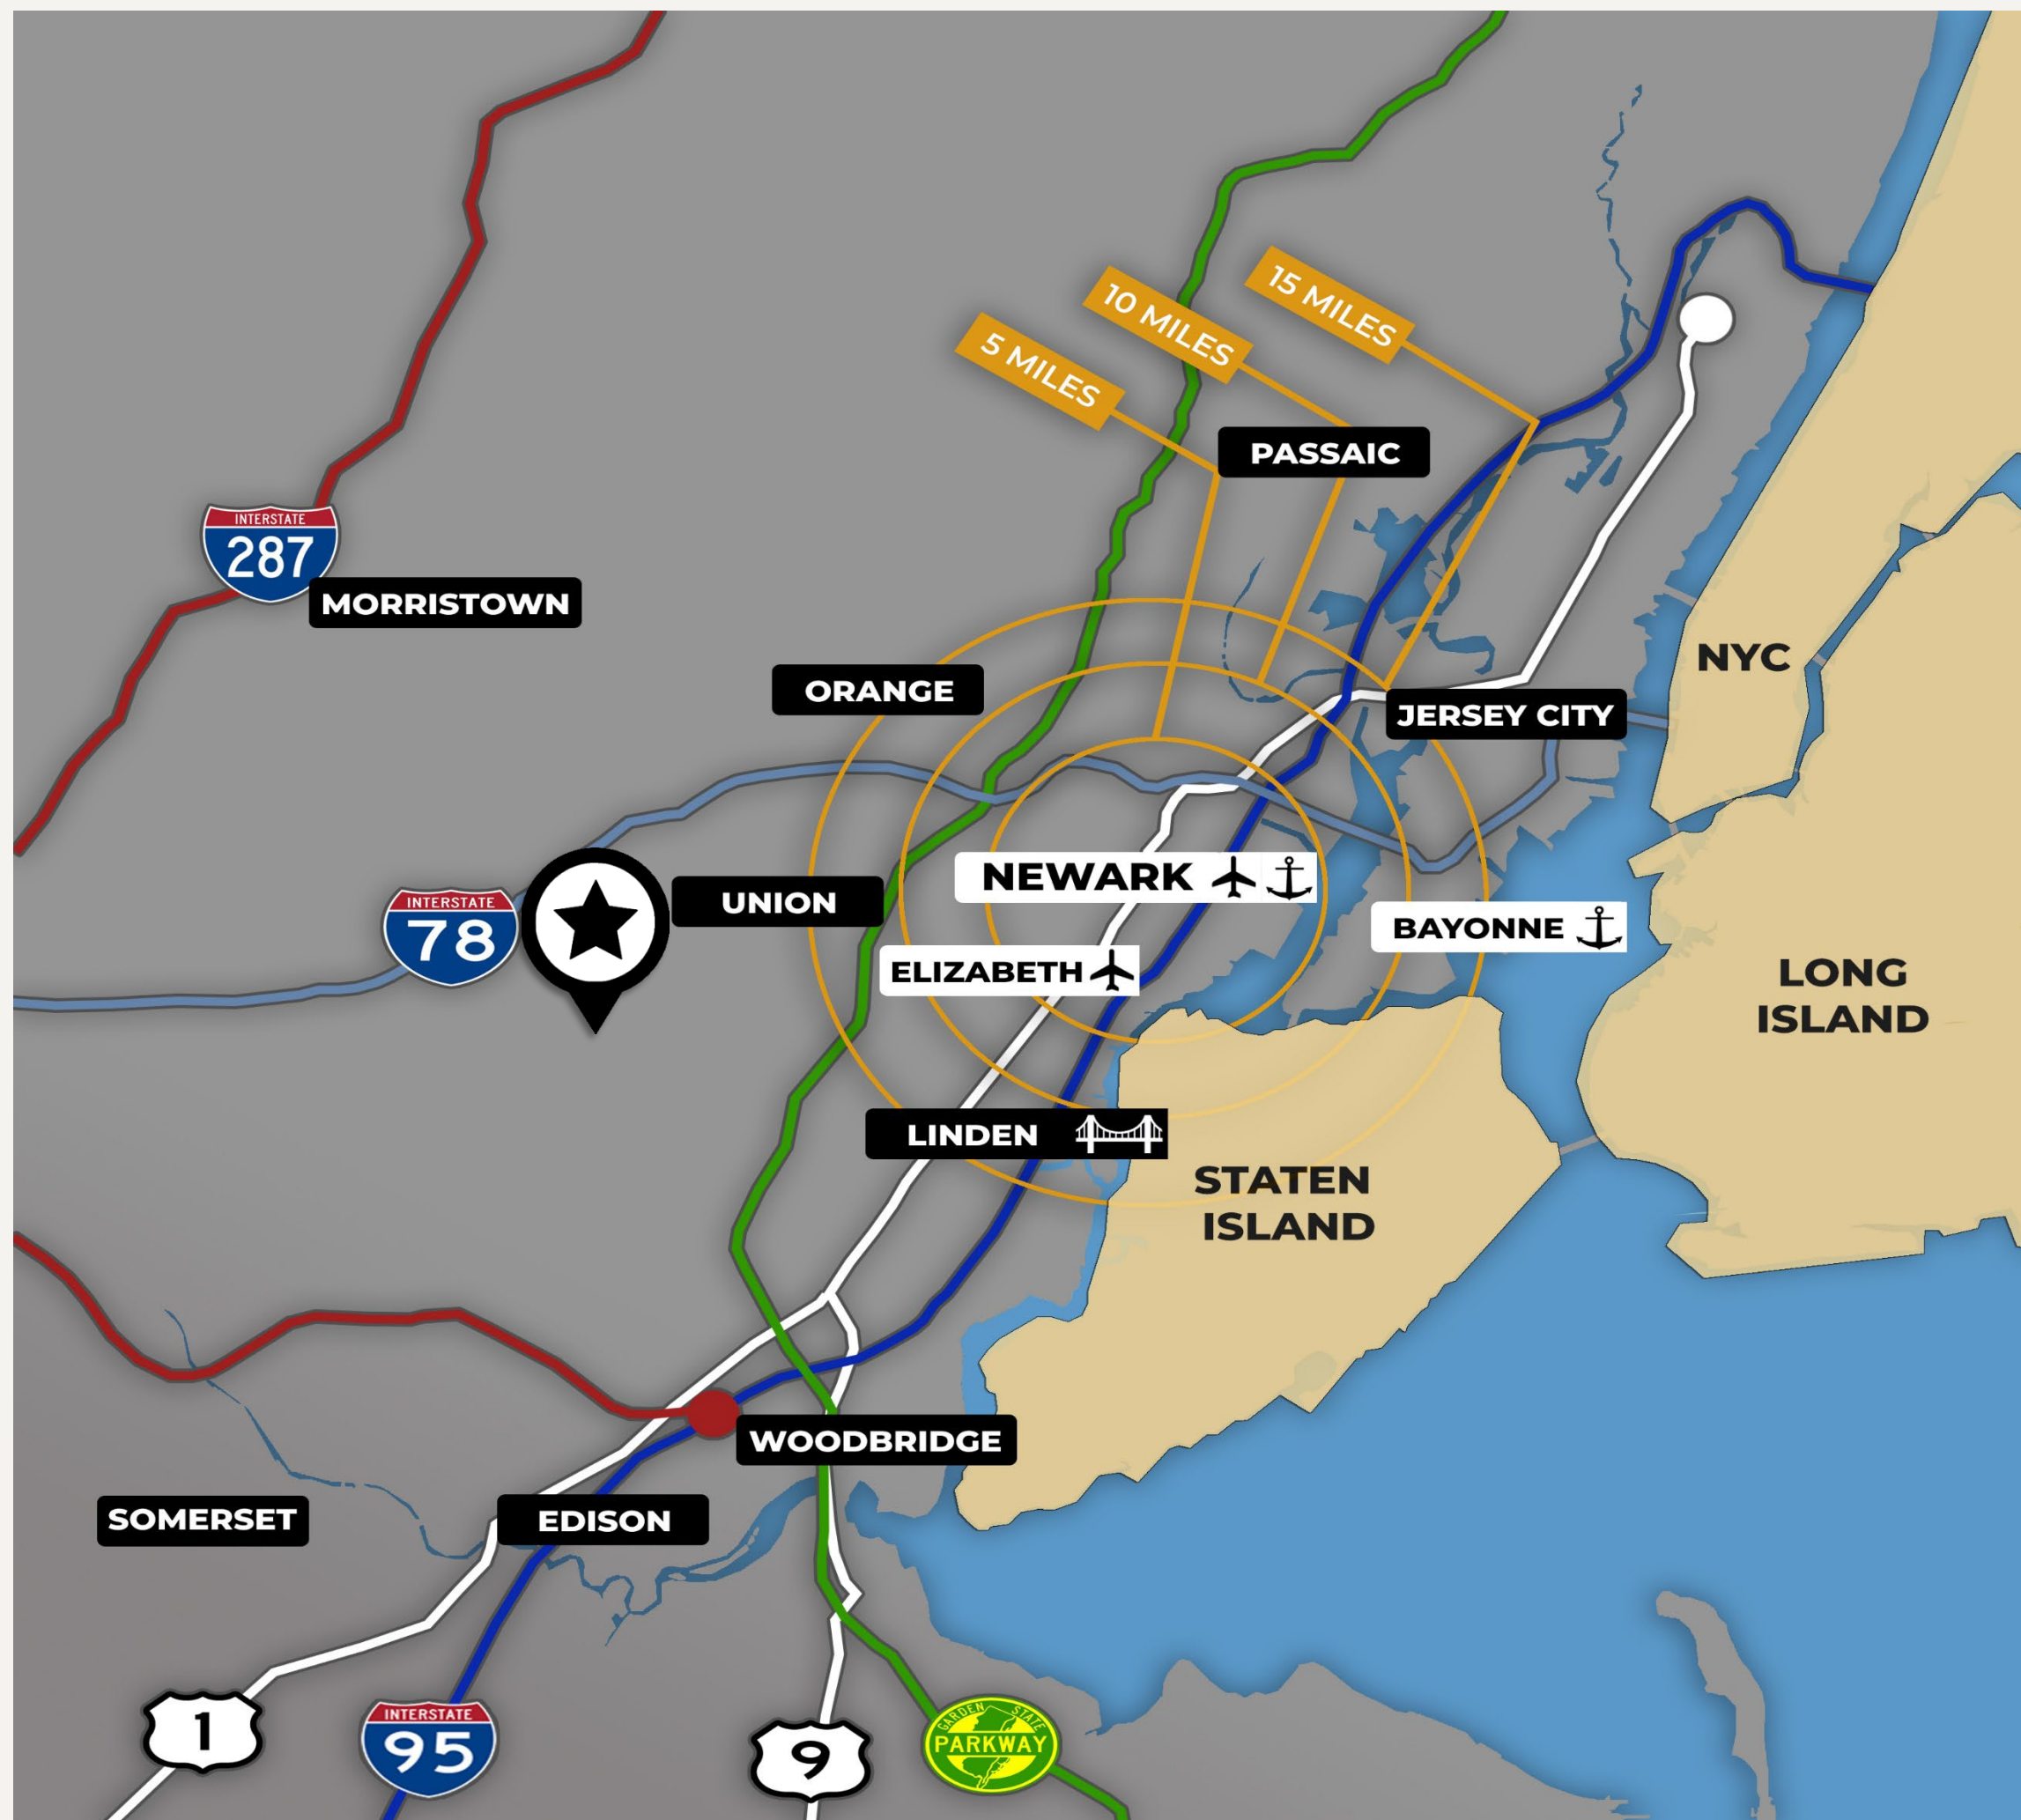 15 MILES
10 MILES
5 MILES
PASSAIC
INTERSTATE
287
MORRISTOWN
NYC
ORANGE
JERSEY CITY
NEWARK
INTERSTATE
78
UNION
BAYONNE
ELIZABETH
LONG
ISLAND
LINDEN
STATEN
ISLAND
WOODBRIDGE
SOMERSET
EDISON
1
INTERSTATE
95
9
GARDEN STATE
PARKWAY